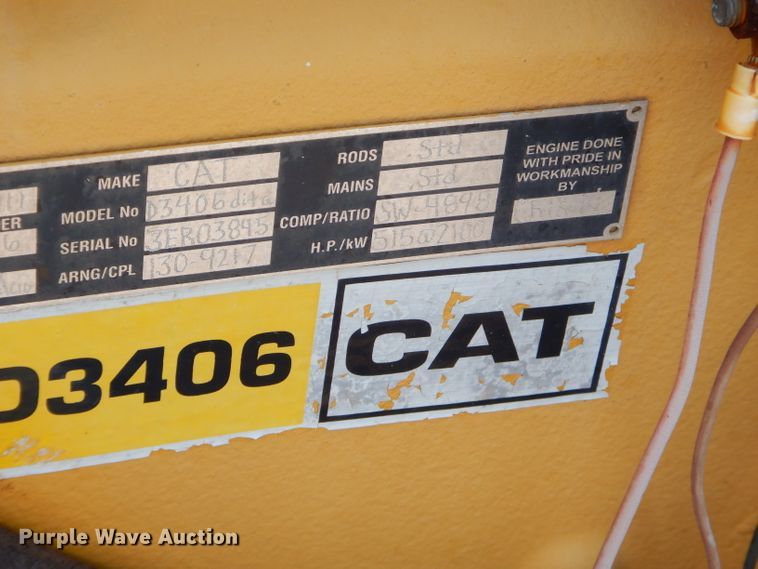 MAKE CAT
MODEL No D3406dita
SERIAL No 3ER03845
ARNG/CPL 130-9217
RODS Std
MAINS Std
COMP/RATIO SW-4848
H.P./kW 515@2100
ENGINE DONE
WITH PRIDE IN
WORKMANSHIP
BY
D3406
CAT
Purple Wave Auction